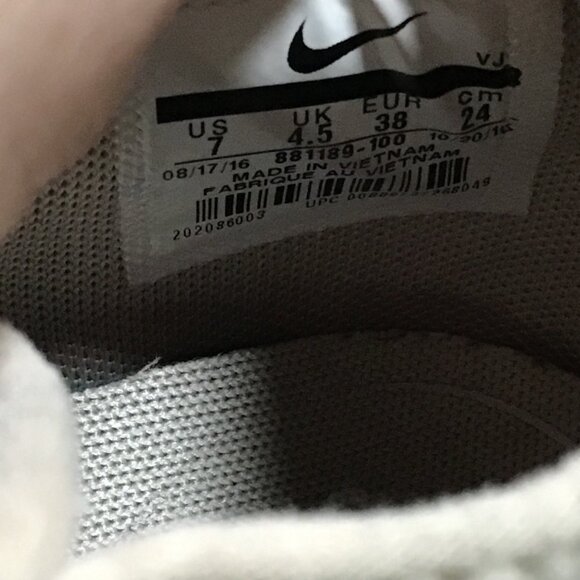 VJ
US UK EUR cm
7 4.5 38 24
08/17/16 881189-100
MADE IN VIETNAM
FABRIQUE AU VIETNAM
UPC
202086003